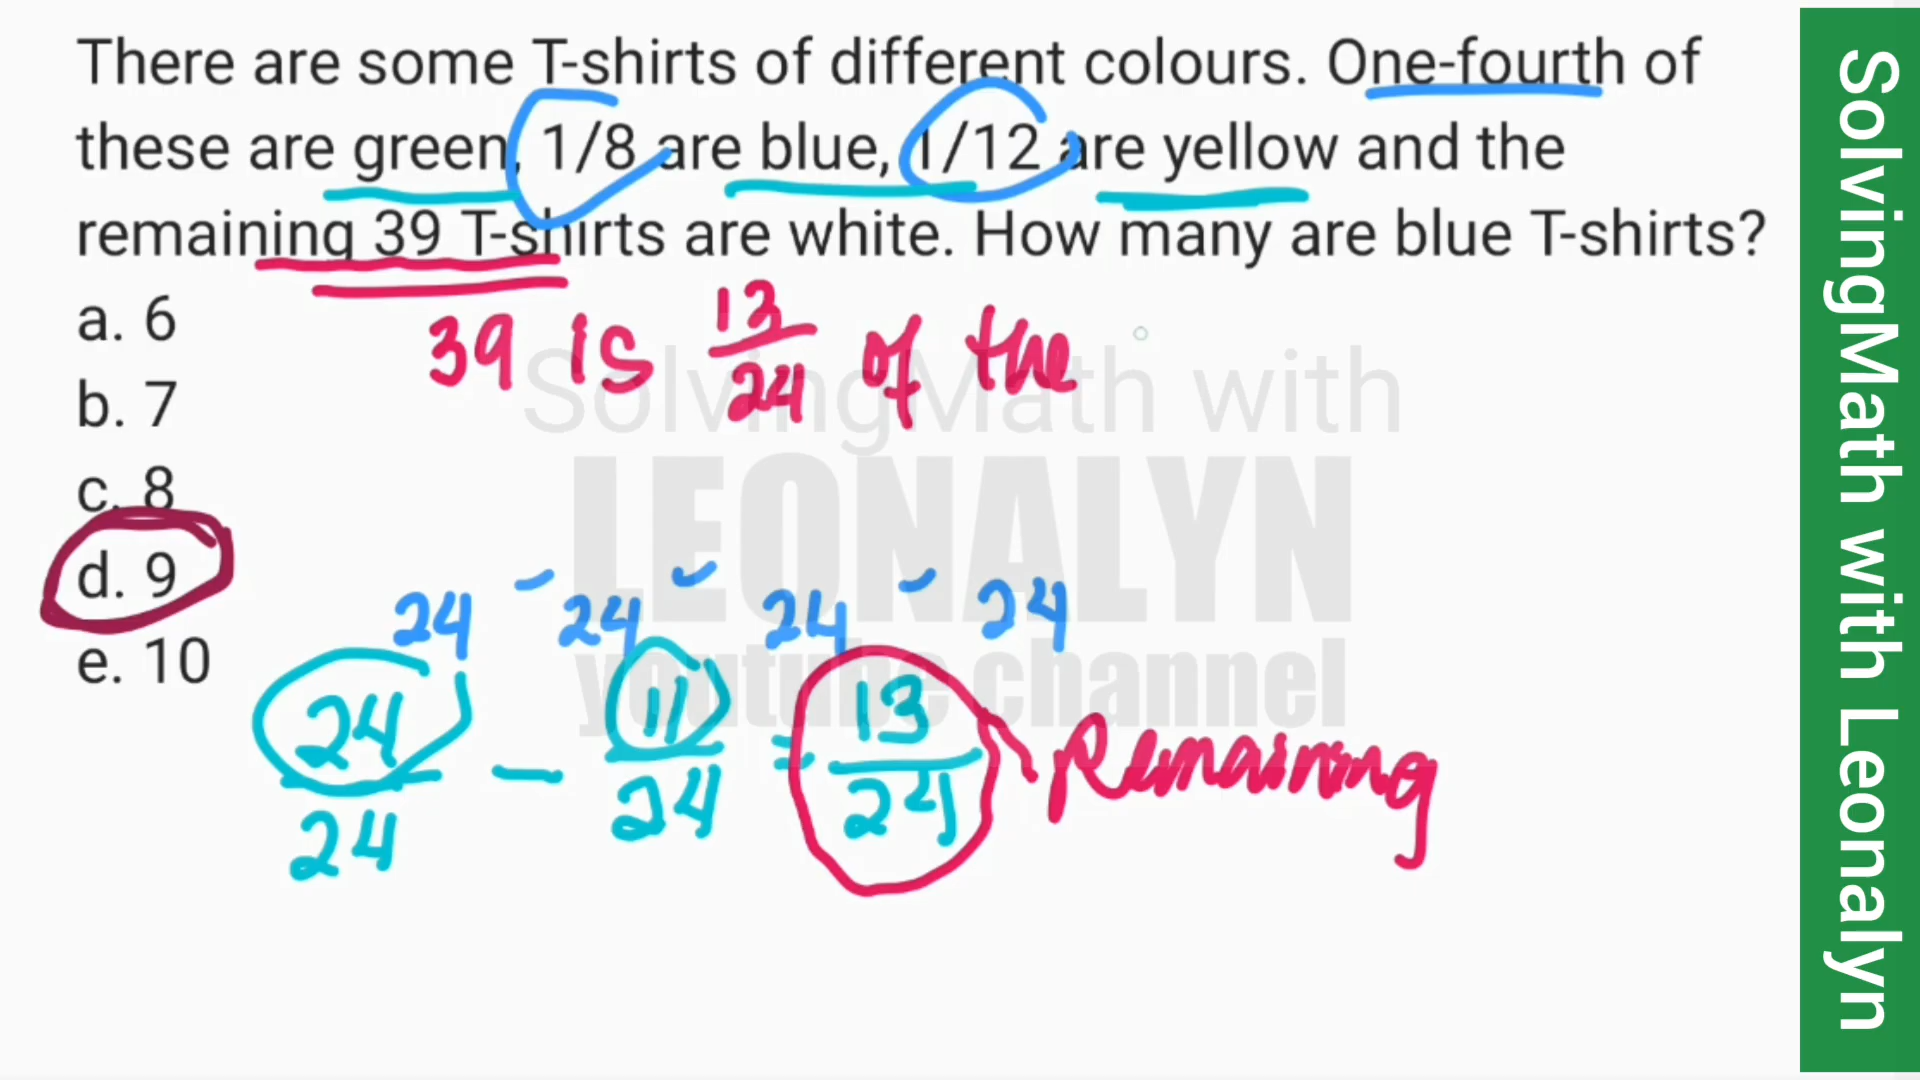 There are some T-shirts of different colours. One-fourth of
these are green, 1/8 are blue, 1/12 are yellow and the
remaining 39 T-shirts are white. How many are blue T-shirts?
a. 6
b. 7
c. 8
d. 9
e. 10
39 is 13/24 of the
SolvingMath with
LEONALYN
youtube channel
24 24 24 24
24/24 - 11/24 = 13/24 Remaining
SolvingMath with Leonalyn